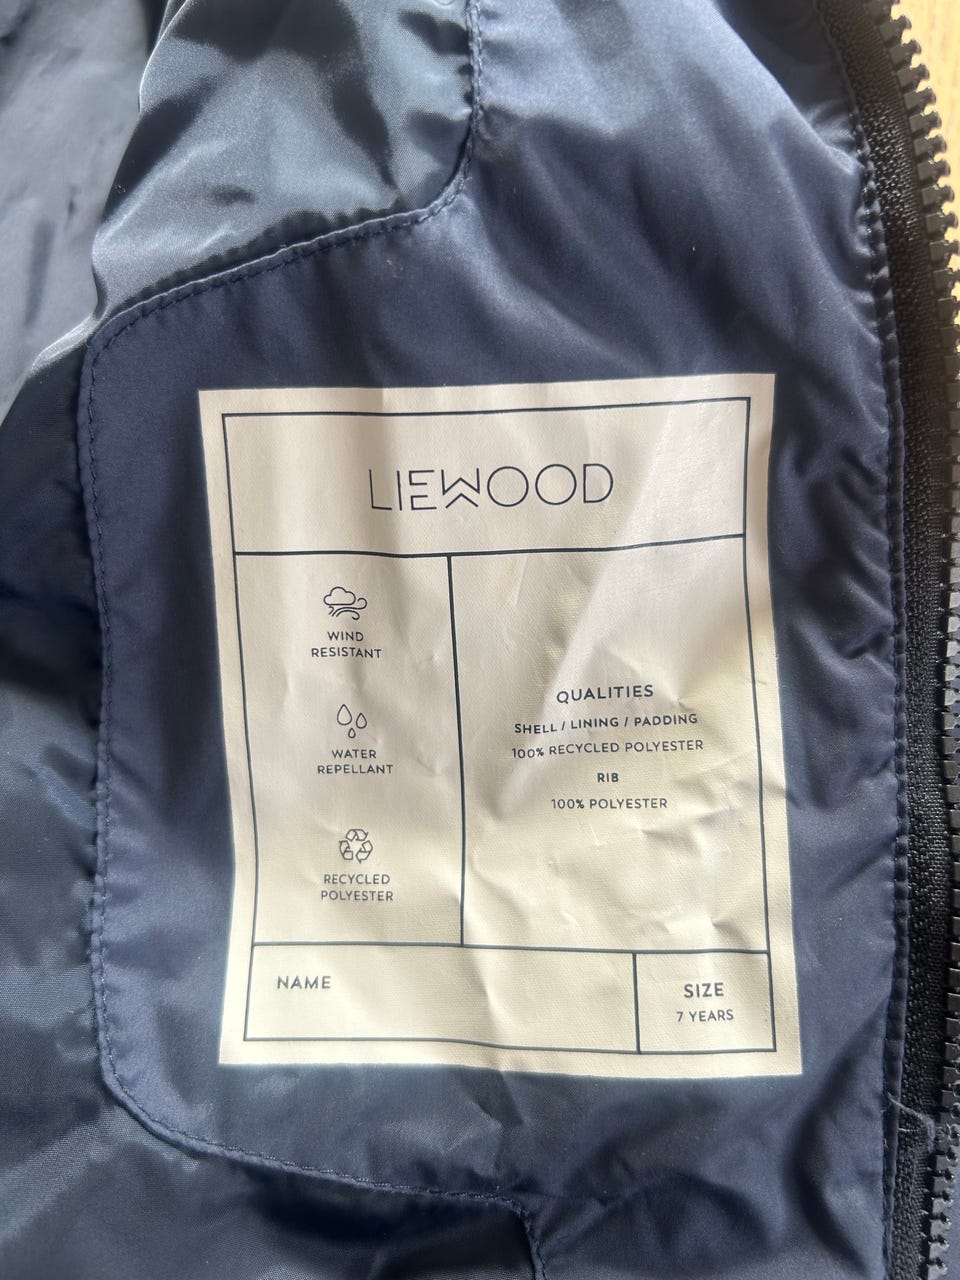 LIEWOOD
WIND
RESISTANT
WATER
REPELLANT
RECYCLED
POLYESTER
QUALITIES
SHELL / LINING / PADDING
100% RECYCLED POLYESTER
RIB
100% POLYESTER
NAME
SIZE
7 YEARS